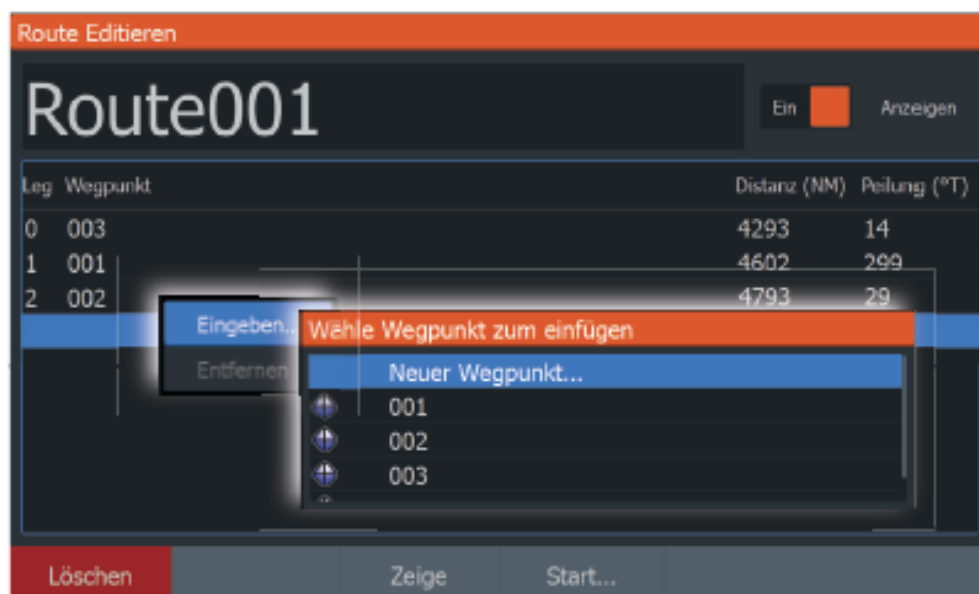 Route Editieren
Route001
Ein Anzeigen
Leg Wegpunkt Distanz (NM) Peilung (°T)
0 003 4293 14
1 001 4602 299
2 002 4793 29
Eingeben...
Entfernen
Wähle Wegpunkt zum einfügen
Neuer Wegpunkt...
001
002
003
Löschen Zeige Start...